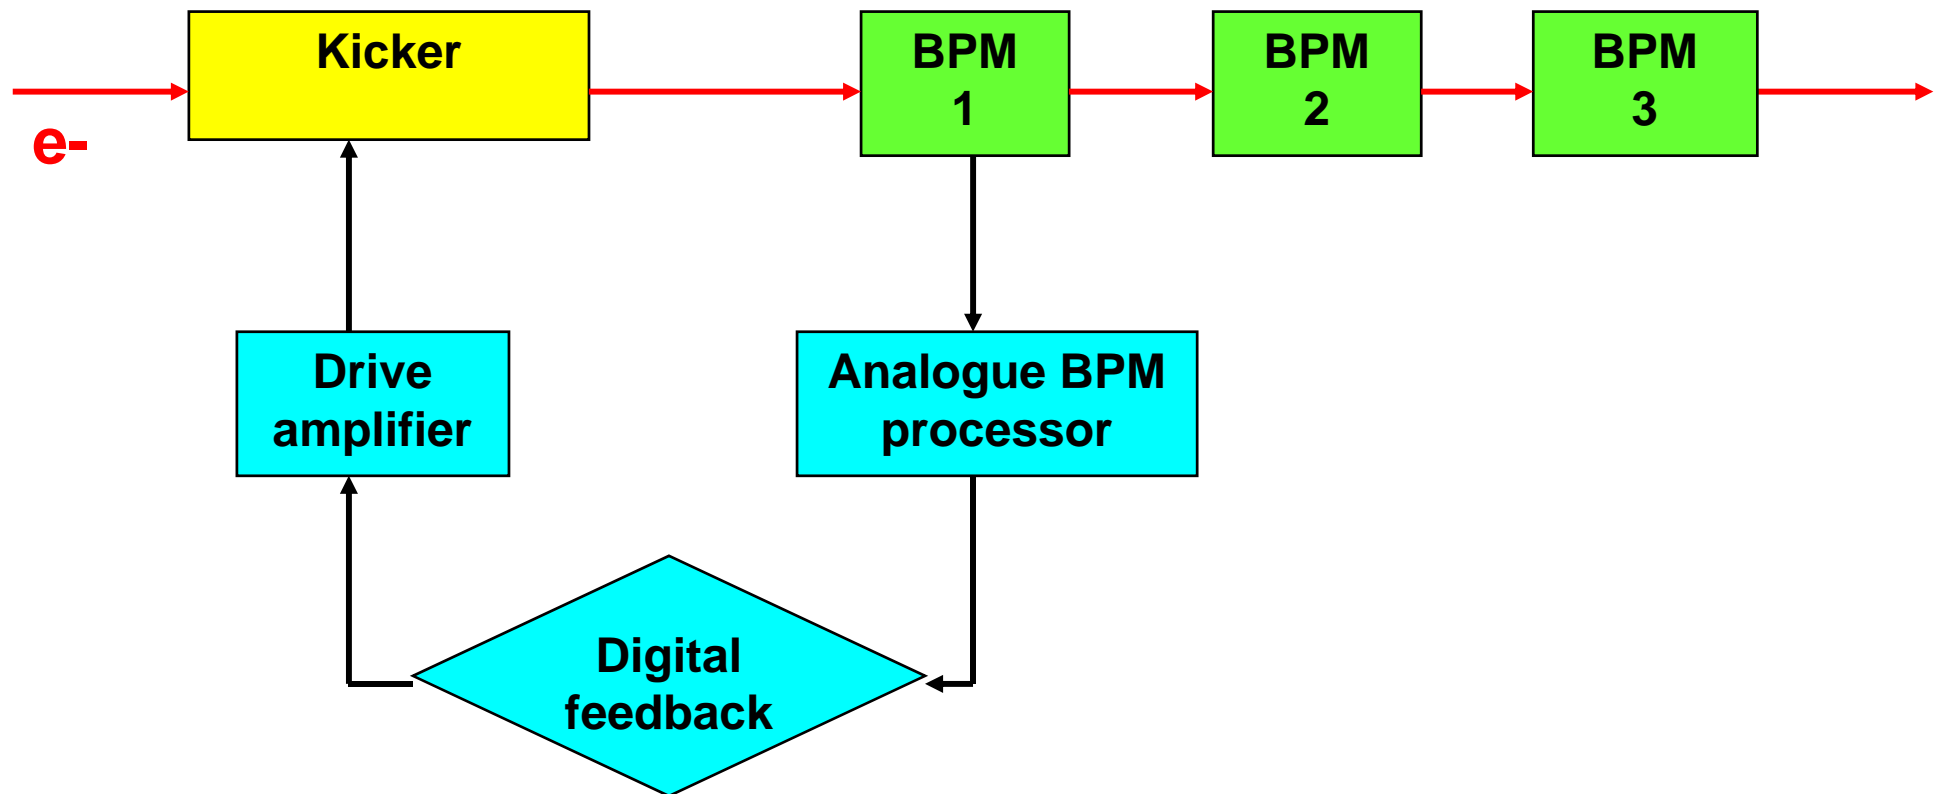 Kicker
BPM
1
BPM
2
BPM
3
e-
Drive
amplifier
Analogue BPM
processor
Digital
feedback